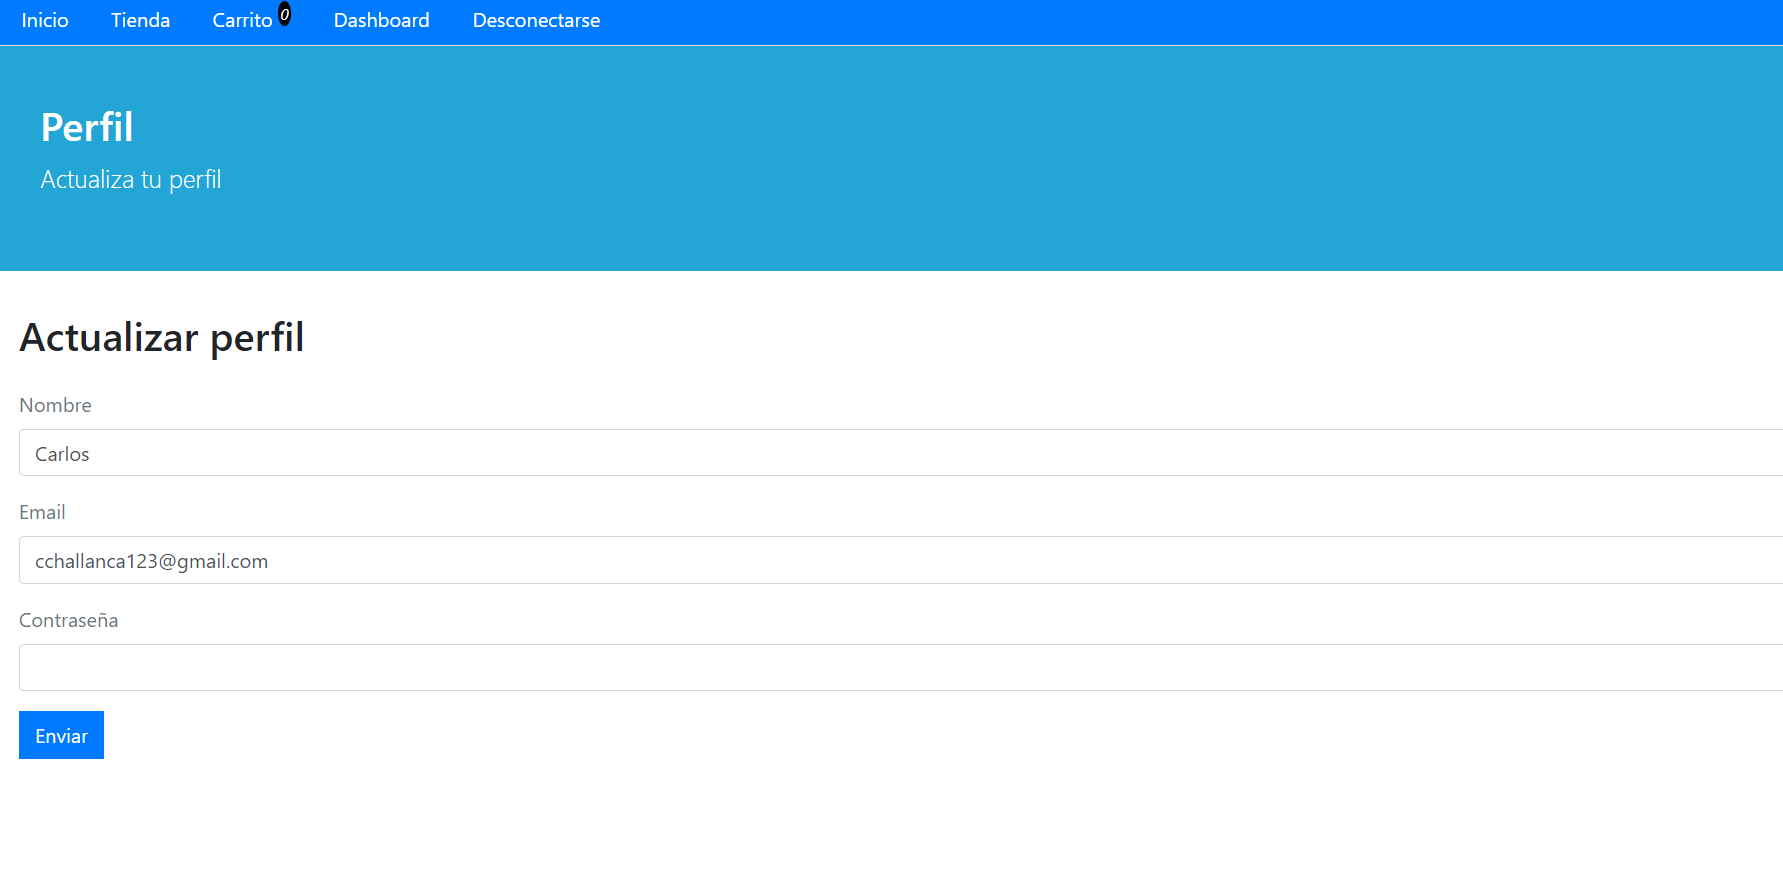 Inicio Tienda Carrito 0 Dashboard Desconectarse
Perfil
Actualiza tu perfil
Actualizar perfil
Nombre
Carlos
Email
cchallanca123@gmail.com
Contraseña
Enviar